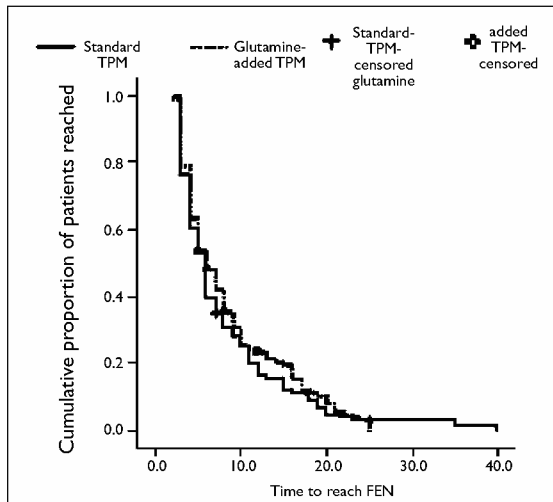 Standard TPM
Glutamine-added TPM
Standard-TPM-censored glutamine
added TPM-censored
Cumulative proportion of patients reached
1.0
0.8
0.6
0.4
0.2
0.0
0.0 10.0 20.0 30.0 40.0
Time to reach FEN